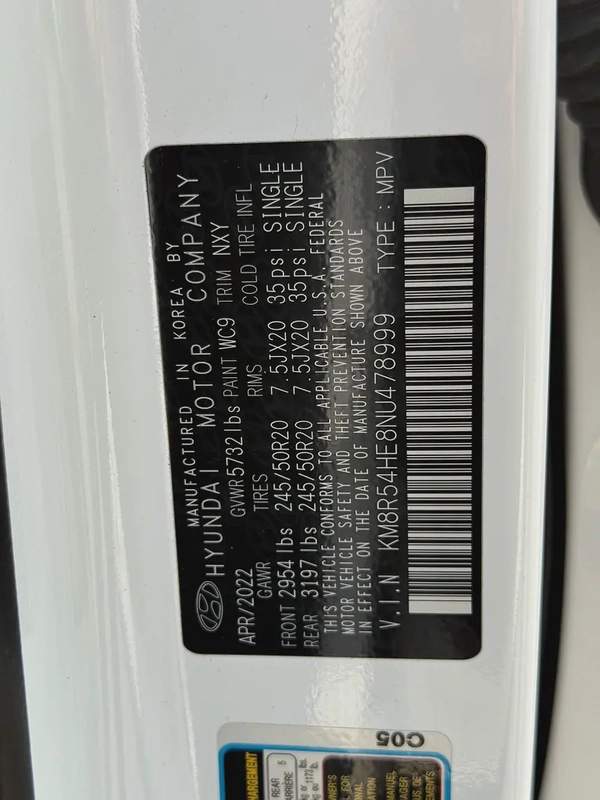 MANUFACTURED IN KOREA BY
HYUNDAI MOTOR COMPANY
APR/2022 GVWR 5732 lbs PAINT WC9 TRIM NXY
GAWR TIRES RIMS COLD TIRE INFL
FRONT 2954 lbs 245/50R20 7.5JX20 35psi SINGLE
REAR 3197 lbs 245/50R20 7.5JX20 35psi SINGLE
THIS VEHICLE CONFORMS TO ALL APPLICABLE U.S.A. FEDERAL
MOTOR VEHICLE SAFETY AND THEFT PREVENTION STANDARDS
IN EFFECT ON THE DATE OF MANUFACTURE SHOWN ABOVE
V.I.N KM8R54HE8NU478999 TYPE : MPV
C05
HARGEMENT
REAR
ARRIÈRE